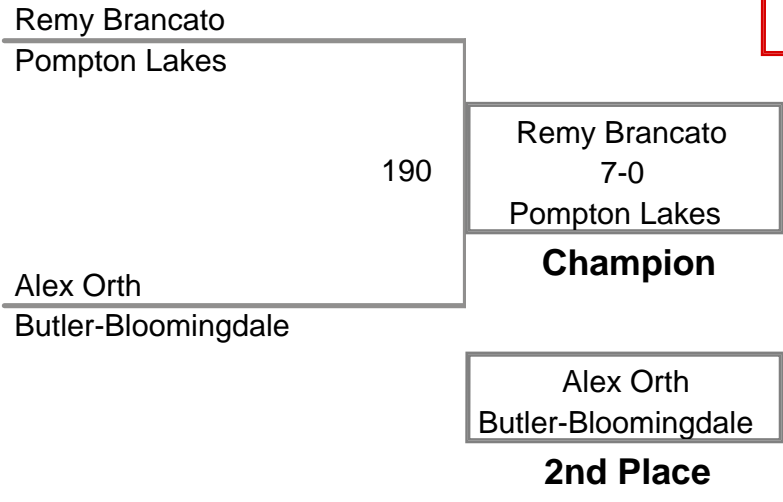 Remy Brancato
Pompton Lakes
190
Remy Brancato
7-0
Pompton Lakes
Champion
Alex Orth
Butler-Bloomingdale
Alex Orth
Butler-Bloomingdale
2nd Place